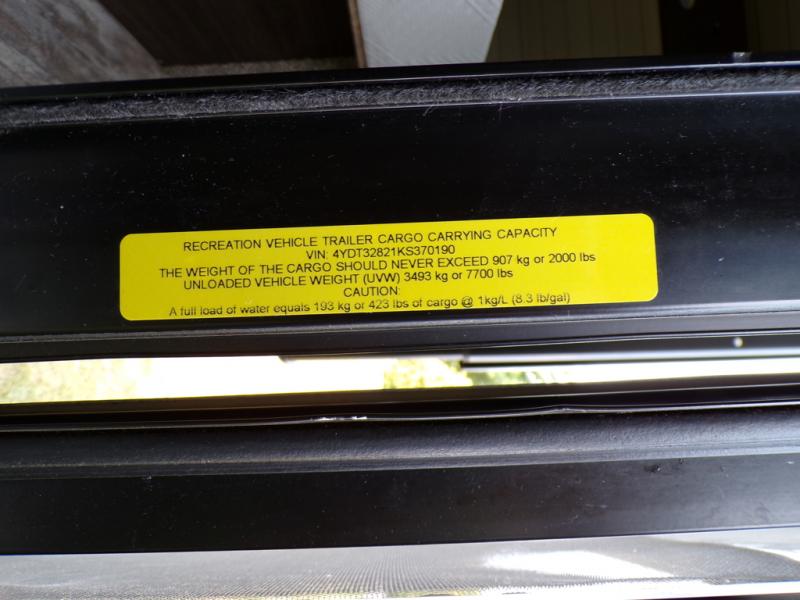 RECREATION VEHICLE TRAILER CARGO CARRYING CAPACITY
VIN: 4YDT32821KS370190
THE WEIGHT OF THE CARGO SHOULD NEVER EXCEED 907 kg or 2000 lbs
UNLOADED VEHICLE WEIGHT (UVW) 3493 kg or 7700 lbs
CAUTION:
A full load of water equals 193 kg or 423 lbs of cargo @ 1kg/L (8.3 lb/gal)